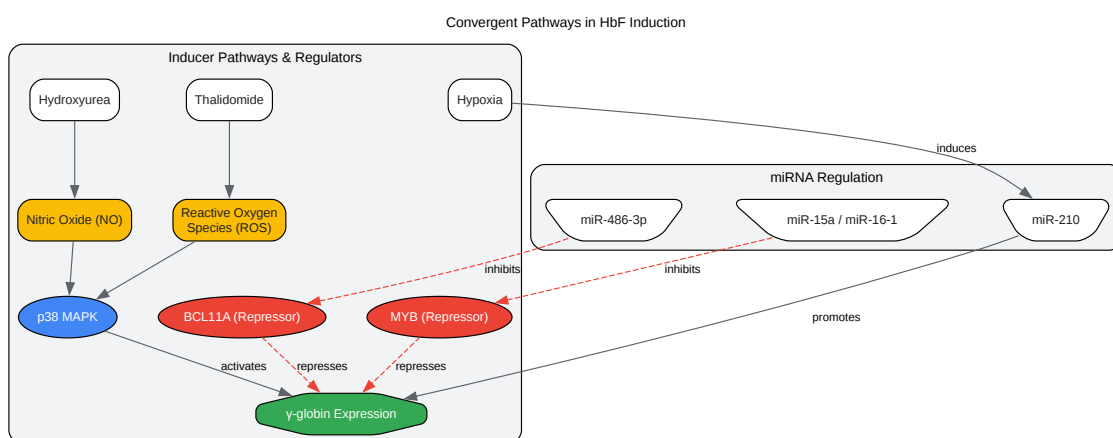 Convergent Pathways in HbF Induction
Inducer Pathways & Regulators
Hydroxyurea
Thalidomide
Hypoxia
induces
miRNA Regulation
Nitric Oxide (NO)
Reactive Oxygen
Species (ROS)
miR-486-3p
miR-15a / miR-16-1
miR-210
inhibits
inhibits
p38 MAPK
BCL11A (Repressor)
MYB (Repressor)
promotes
activates
represses
represses
γ-globin Expression